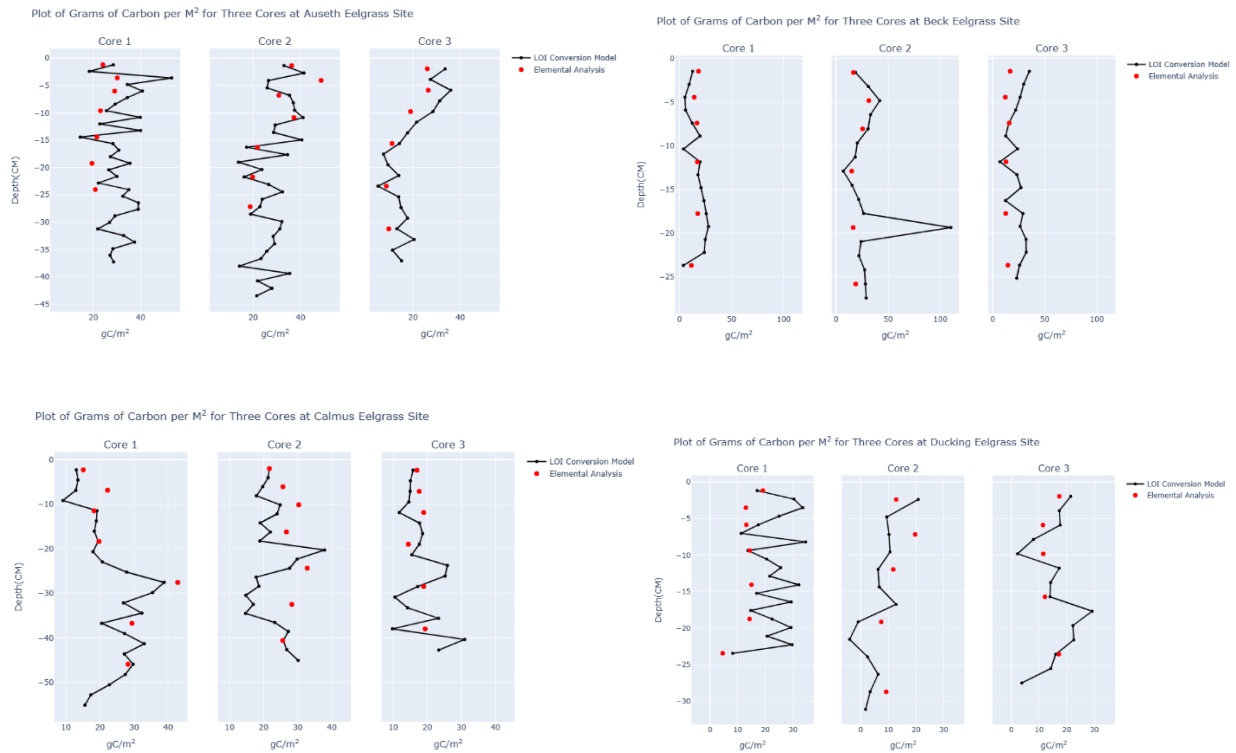 Plot of Grams of Carbon per M² for Three Cores at Auseth Eelgrass Site
Core 1 Core 2 Core 3
LOI Conversion Model
Elemental Analysis
Depth(CM)
0
−5
−10
−15
−20
−25
−30
−35
−40
−45
20 40 20 40 20 40
gC/m²
gC/m²
gC/m²
Plot of Grams of Carbon per M² for Three Cores at Beck Eelgrass Site
Core 1 Core 2 Core 3
LOI Conversion Model
Elemental Analysis
Depth(CM)
0
−5
−10
−15
−20
−25
0 50 100 0 50 100 0 50 100
gC/m²
gC/m²
gC/m²
Plot of Grams of Carbon per M² for Three Cores at Calmus Eelgrass Site
Core 1 Core 2 Core 3
LOI Conversion Model
Elemental Analysis
Depth(CM)
0
−10
−20
−30
−40
−50
10 20 30 40 10 20 30 40 10 20 30 40
gC/m²
gC/m²
gC/m²
Plot of Grams of Carbon per M² for Three Cores at Ducking Eelgrass Site
Core 1 Core 2 Core 3
LOI Conversion Model
Elemental Analysis
Depth(CM)
0
−5
−10
−15
−20
−25
−30
0 10 20 30 0 10 20 30 0 10 20 30
gC/m²
gC/m²
gC/m²